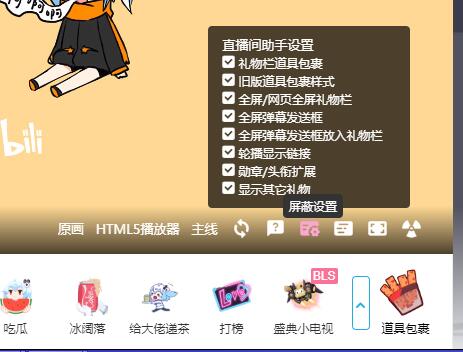 直播间助手设置
礼物栏道具包裹
旧版道具包裹样式
全屏/网页全屏礼物栏
全屏弹幕发送框
全屏弹幕发送框放入礼物栏
轮播显示链接
勋章/头衔扩展
显示其它礼物
屏蔽设置
bili
原画 HTML5播放器 主线
BLS
吃瓜 冰阔落 给大佬递茶 打榜 盛典小电视 道具包裹